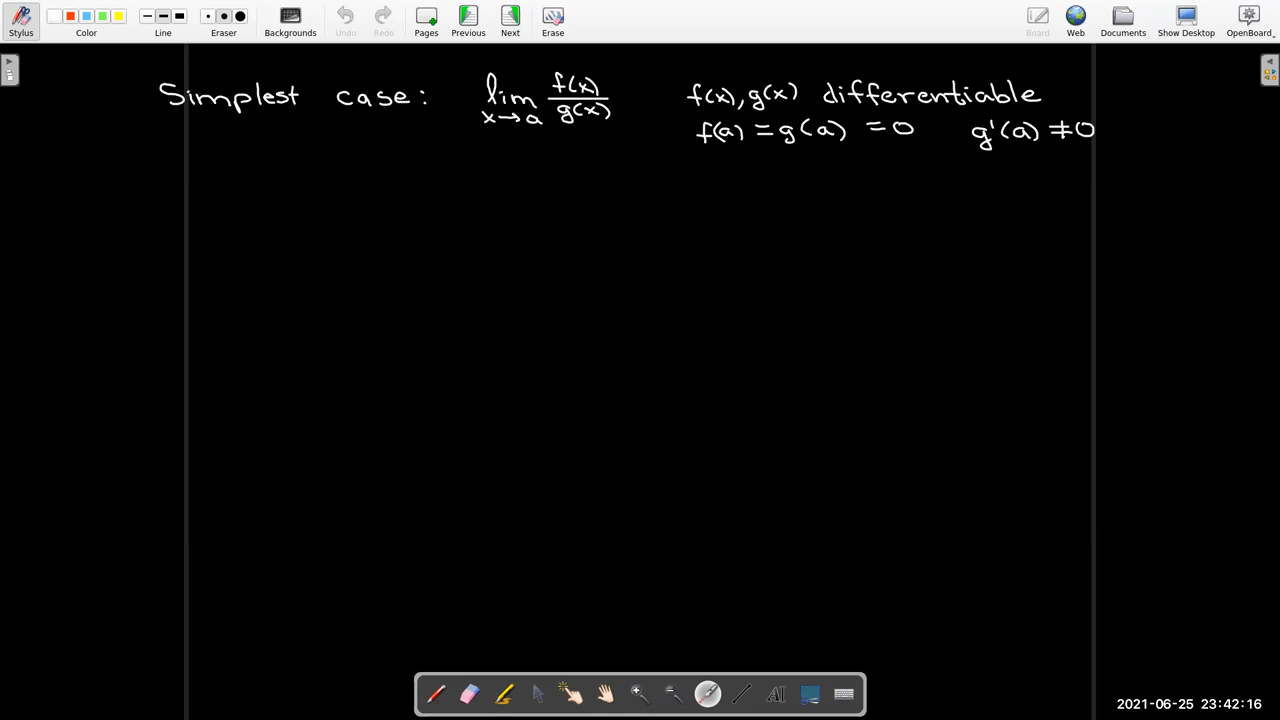 Stylus Color Line Eraser Backgrounds Undo Redo Pages Previous Next Erase Board Web Documents Show Desktop OpenBoard
Simplest case: lim x→a f(x)/g(x) f(x), g(x) differentiable
f(a) = g(a) = 0 g'(a) ≠ 0
2021-06-25 23:42:16